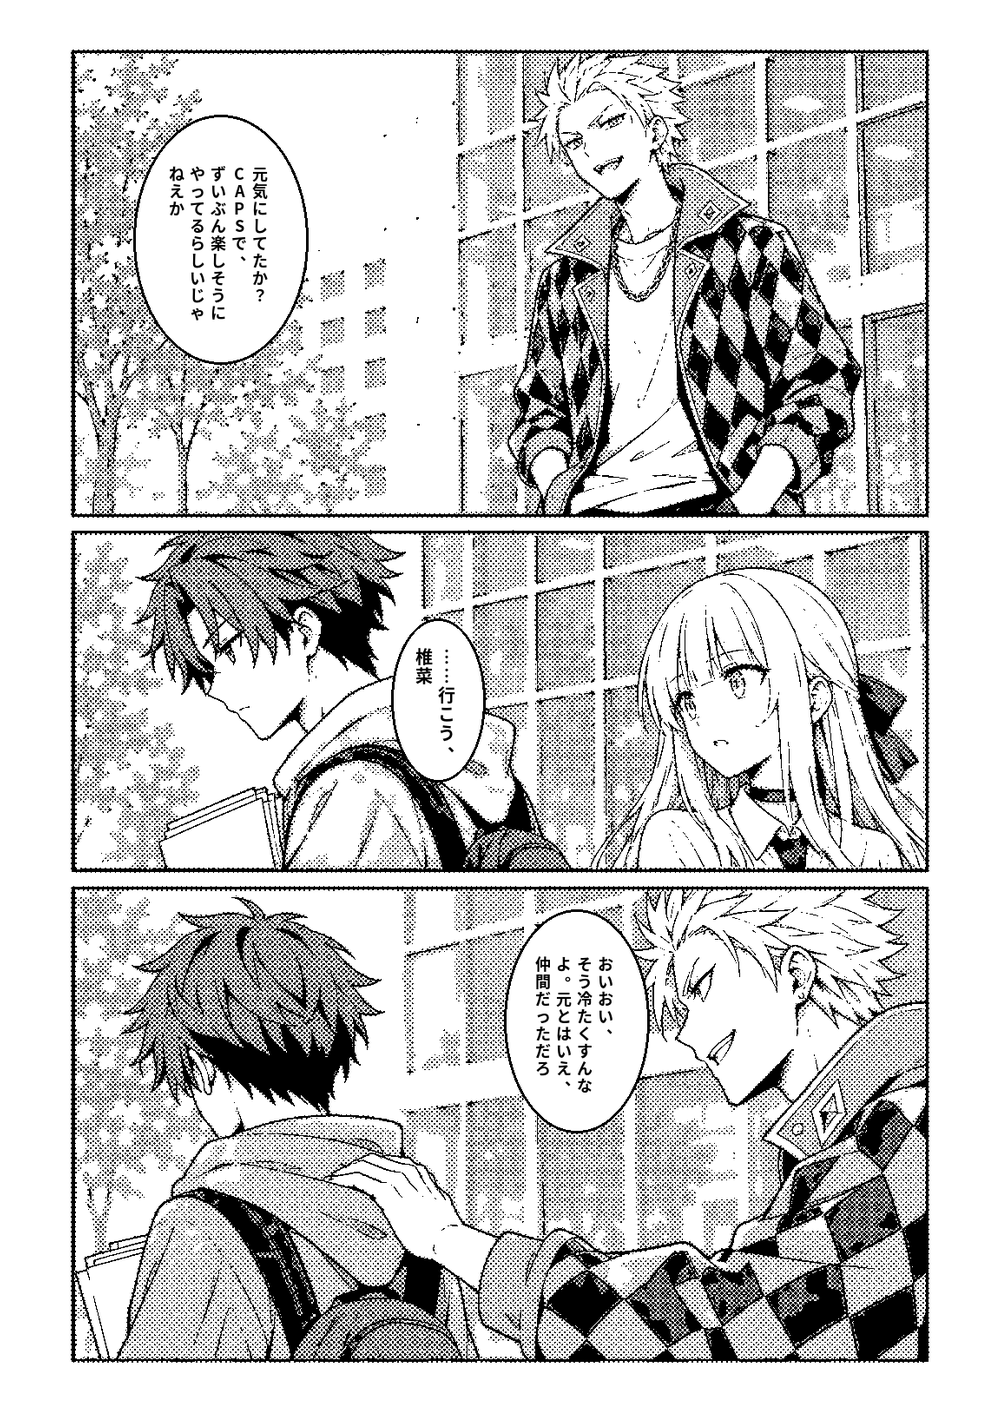 元気にしてたか？
CAPSで、
ずいぶん楽しそうに
やってるらしいじゃ
ねえか
……行こう、
椎菜
おいおい、
そう冷たくすんな
よ。元とはいえ、
仲間だっただろ